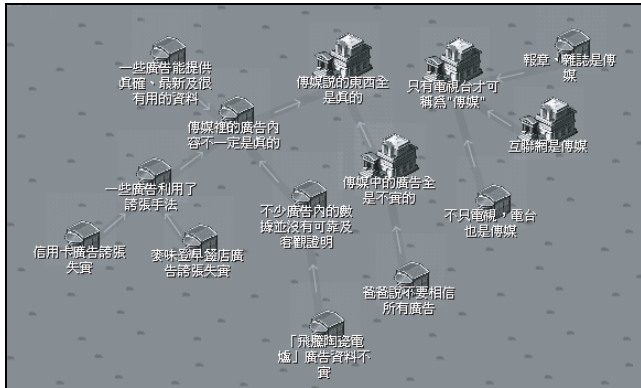 一些廣告能提供
真確、最新及很
有用的資料
傳媒說的東西全
是真的
只有電視台才可
稱為"傳媒"
報章、雜誌是傳
媒
傳媒裡的廣告內
容不一定是真的
互聯網是傳媒
一些廣告利用了
誇張手法
傳媒中的廣告全
是不實的
不少廣告內的數
據並沒有可靠及
客觀證明
不只電視，電台
也是傳媒
信用卡廣告誇張
失實
麥味登早餐店廣
告誇張失實
爸爸說不要相信
所有廣告
「飛騰陶瓷電
爐」廣告資料不
實